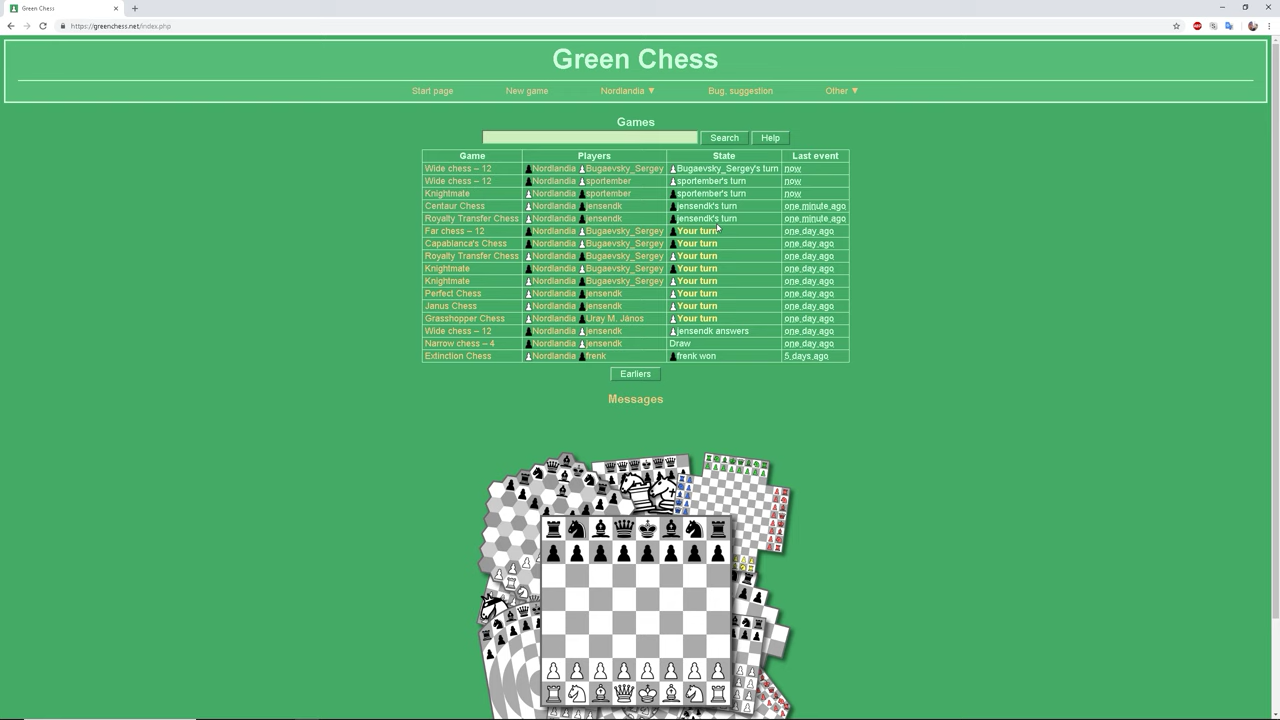 Green Chess
https://greenchess.net/index.php
Green Chess
Start page New game Nordlandia ▼ Bug, suggestion Other ▼
Games
Search Help
Game Players State Last event
Wide chess – 12 Nordlandia Bugaevsky_Sergey Bugaevsky_Sergey's turn now
Wide chess – 12 Nordlandia sportember sportember's turn now
Knightmate Nordlandia sportember sportember's turn now
Centaur Chess Nordlandia jensendk jensendk's turn one minute ago
Royalty Transfer Chess Nordlandia jensendk jensendk's turn one minute ago
Far chess – 12 Nordlandia Bugaevsky_Sergey Your turn one day ago
Capablanca's Chess Nordlandia Bugaevsky_Sergey Your turn one day ago
Royalty Transfer Chess Nordlandia Bugaevsky_Sergey Your turn one day ago
Knightmate Nordlandia Bugaevsky_Sergey Your turn one day ago
Knightmate Nordlandia Bugaevsky_Sergey Your turn one day ago
Perfect Chess Nordlandia jensendk Your turn one day ago
Janus Chess Nordlandia jensendk Your turn one day ago
Grasshopper Chess Nordlandia Uray M. János Your turn one day ago
Wide chess – 12 Nordlandia jensendk jensendk answers one day ago
Narrow chess – 4 Nordlandia jensendk Draw one day ago
Extinction Chess Nordlandia frenk frenk won 5 days ago
Earliers
Messages